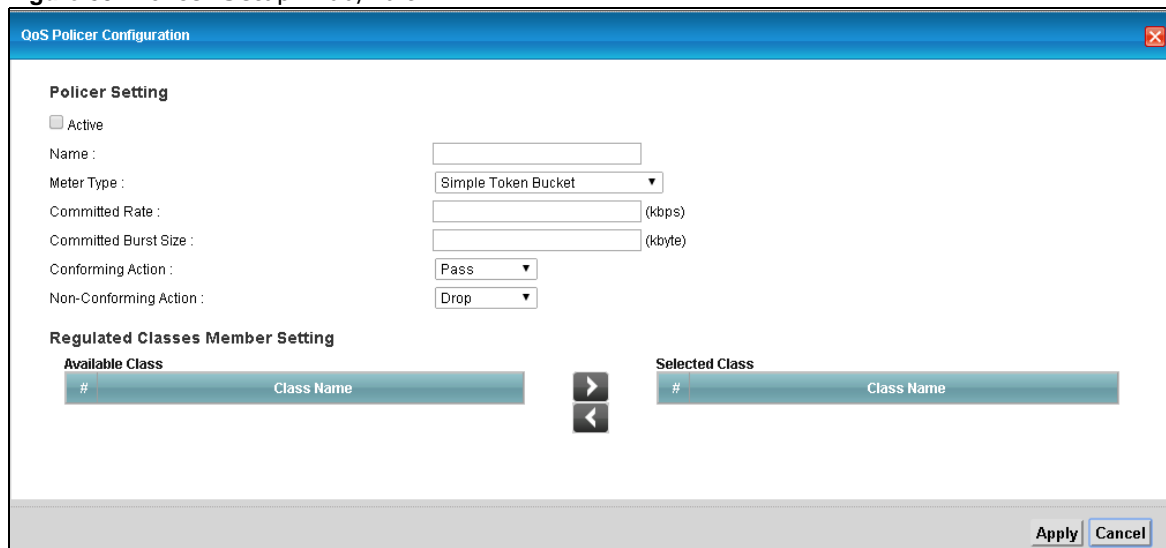 QoS Policer Configuration
Policer Setting
Active
Name :
Meter Type : Simple Token Bucket
Committed Rate : (kbps)
Committed Burst Size : (kbyte)
Conforming Action : Pass
Non-Conforming Action : Drop
Regulated Classes Member Setting
Available Class Selected Class
# Class Name # Class Name
Apply Cancel